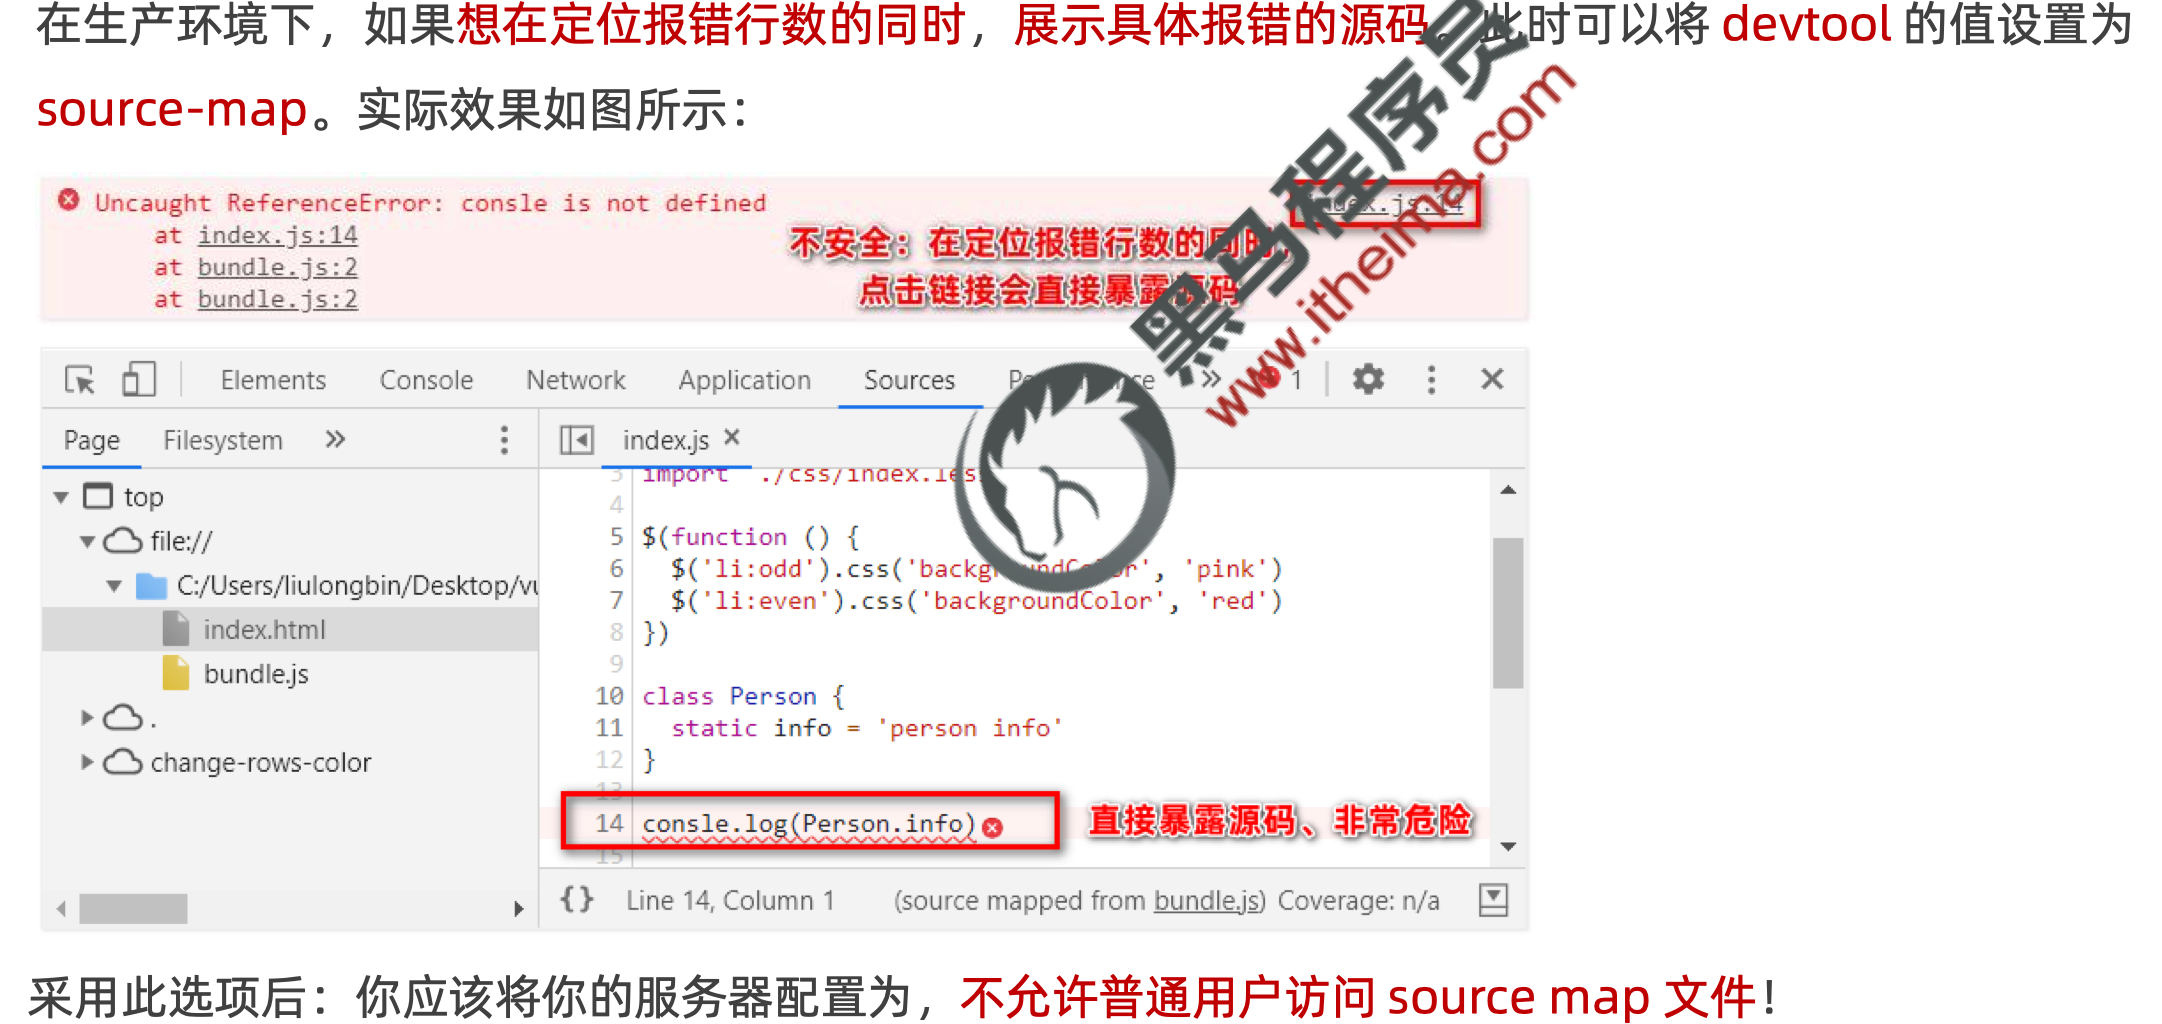 在生产环境下，如果想在定位报错行数的同时，展示具体报错的源码。此时可以将 devtool 的值设置为
source-map。实际效果如图所示：
Uncaught ReferenceError: consle is not defined
index.js:14
at index.js:14
at bundle.js:2
at bundle.js:2
不安全：在定位报错行数的同时，
点击链接会直接暴露源码
黑马程序员
www.itheima.com
Elements Console Network Application Sources Performance » 1
Page Filesystem »
index.js ×
top
file://
C:/Users/liulongbin/Desktop/vu
index.html
bundle.js
.
change-rows-color
3 import './css/index.les
4
5 $(function () {
6 $('li:odd').css('backgroundColor', 'pink')
7 $('li:even').css('backgroundColor', 'red')
8 })
9
10 class Person {
11 static info = 'person info'
12 }
13
14 consle.log(Person.info)
15
直接暴露源码、非常危险
{} Line 14, Column 1 (source mapped from bundle.js) Coverage: n/a
采用此选项后：你应该将你的服务器配置为，不允许普通用户访问 source map 文件！